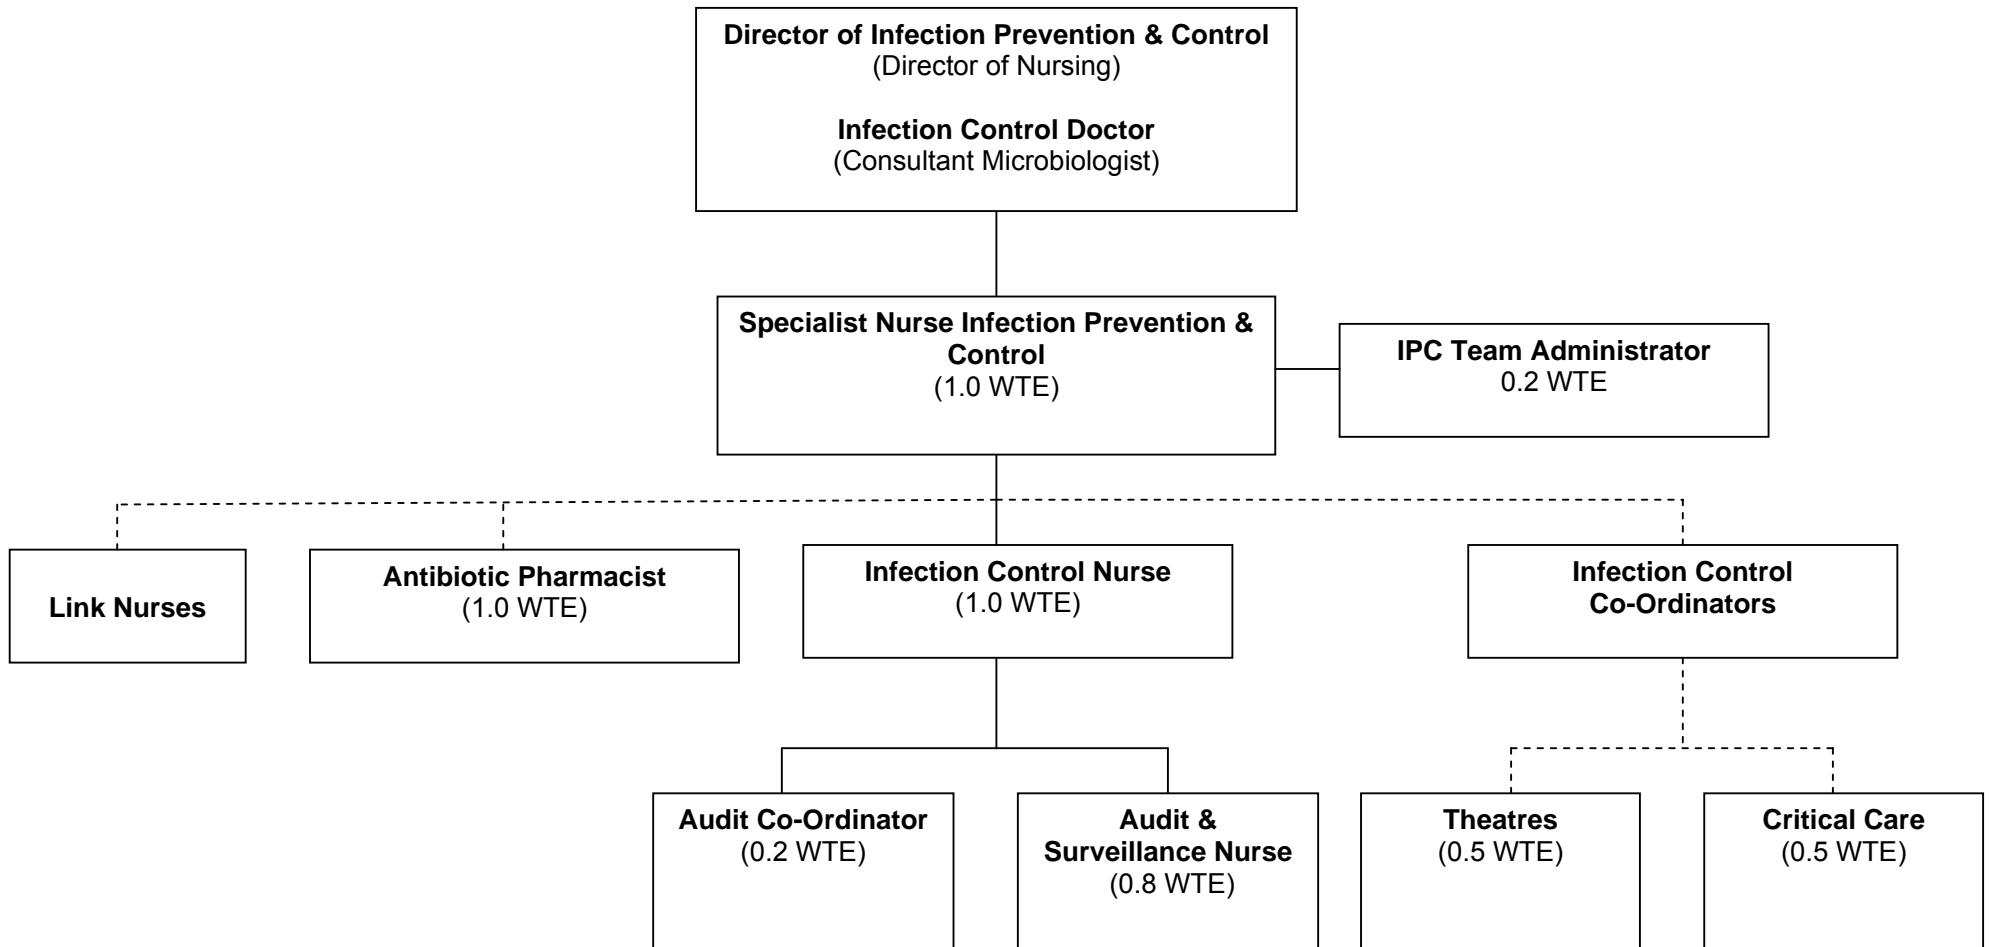 Director of Infection Prevention & Control
(Director of Nursing)
Infection Control Doctor
(Consultant Microbiologist)
Specialist Nurse Infection Prevention &
Control
(1.0 WTE)
IPC Team Administrator
0.2 WTE
Link Nurses
Antibiotic Pharmacist
(1.0 WTE)
Infection Control Nurse
(1.0 WTE)
Infection Control
Co-Ordinators
Audit Co-Ordinator
(0.2 WTE)
Audit &
Surveillance Nurse
(0.8 WTE)
Theatres
(0.5 WTE)
Critical Care
(0.5 WTE)